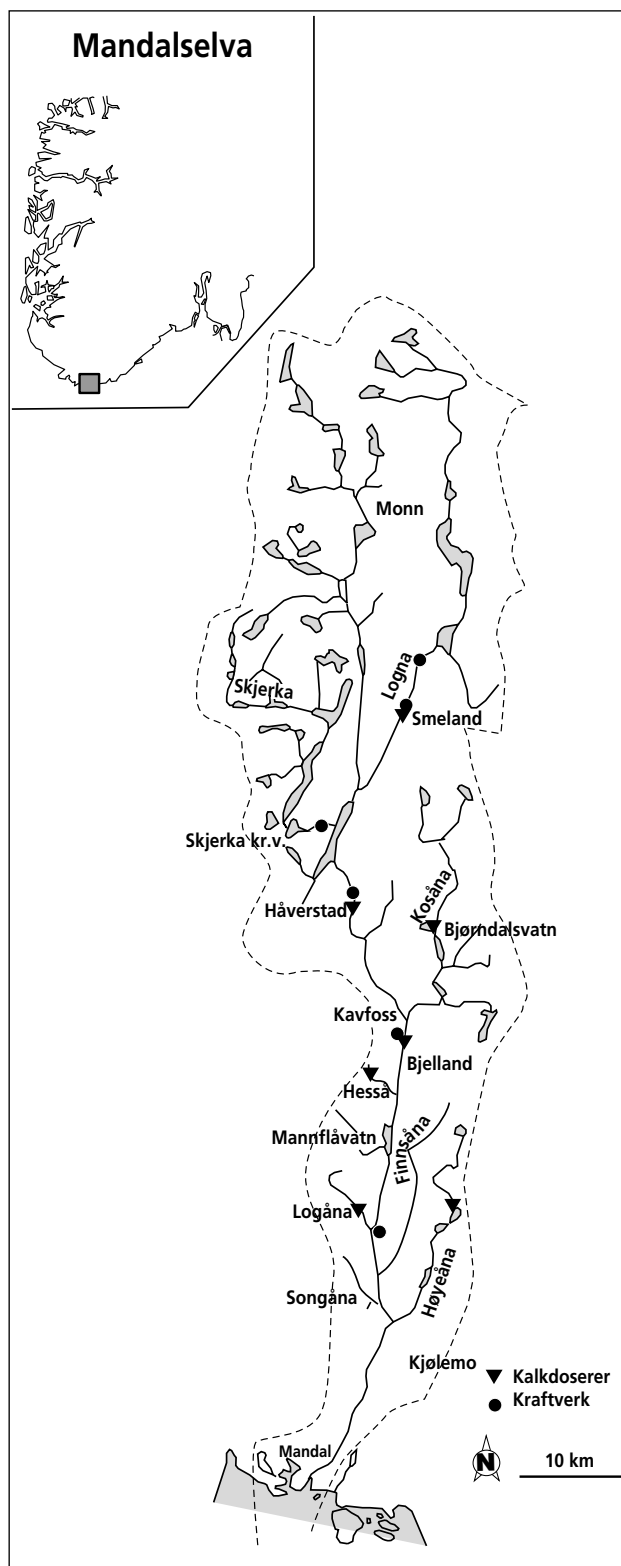 Mandalselva
Monn
Logna
Skjerka
Smeland
Skjerka kr.v.
Kosåna
Håverstad
Bjørndalsvatn
Kavfoss
Bjelland
Hesså
Mannflåvatn
Finnsåna
Logåna
Høyeåna
Songåna
Kjølemo
Kalkdoserer
Kraftverk
Mandal
N
10 km